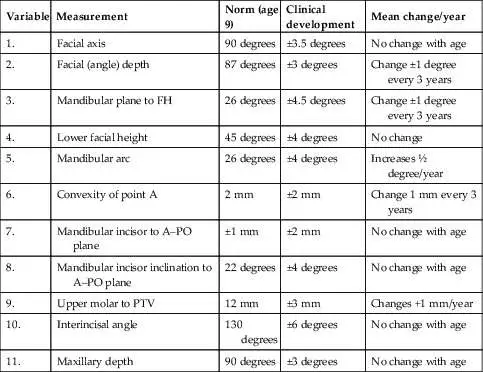 Variable Measurement Norm (age 9) Clinical development Mean change/year
1. Facial axis 90 degrees ±3.5 degrees No change with age
2. Facial (angle) depth 87 degrees ±3 degrees Change ±1 degree every 3 years
3. Mandibular plane to FH 26 degrees ±4.5 degrees Change ±1 degree every 3 years
4. Lower facial height 45 degrees ±4 degrees No change
5. Mandibular arc 26 degrees ±4 degrees Increases ½ degree/year
6. Convexity of point A 2 mm ±2 mm Change 1 mm every 3 years
7. Mandibular incisor to A–PO plane ±1 mm ±2 mm No change with age
8. Mandibular incisor inclination to A–PO plane 22 degrees ±4 degrees No change with age
9. Upper molar to PTV 12 mm ±3 mm Changes +1 mm/year
10. Interincisal angle 130 degrees ±6 degrees No change with age
11. Maxillary depth 90 degrees ±3 degrees No change with age